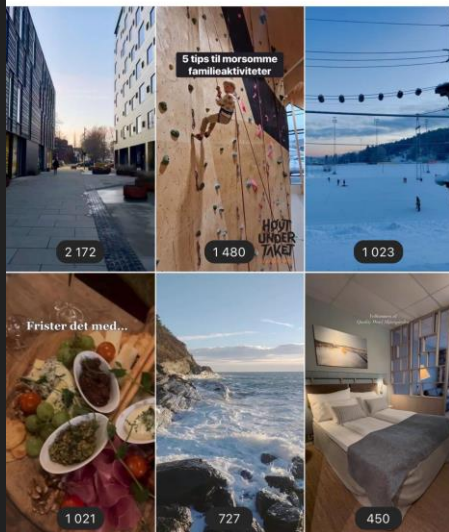 5 tips til morsomme
familieaktiviteter
HØYT
UNDER
TAKET
2 172
1 480
1 023
Frister det med...
1 021
727
450